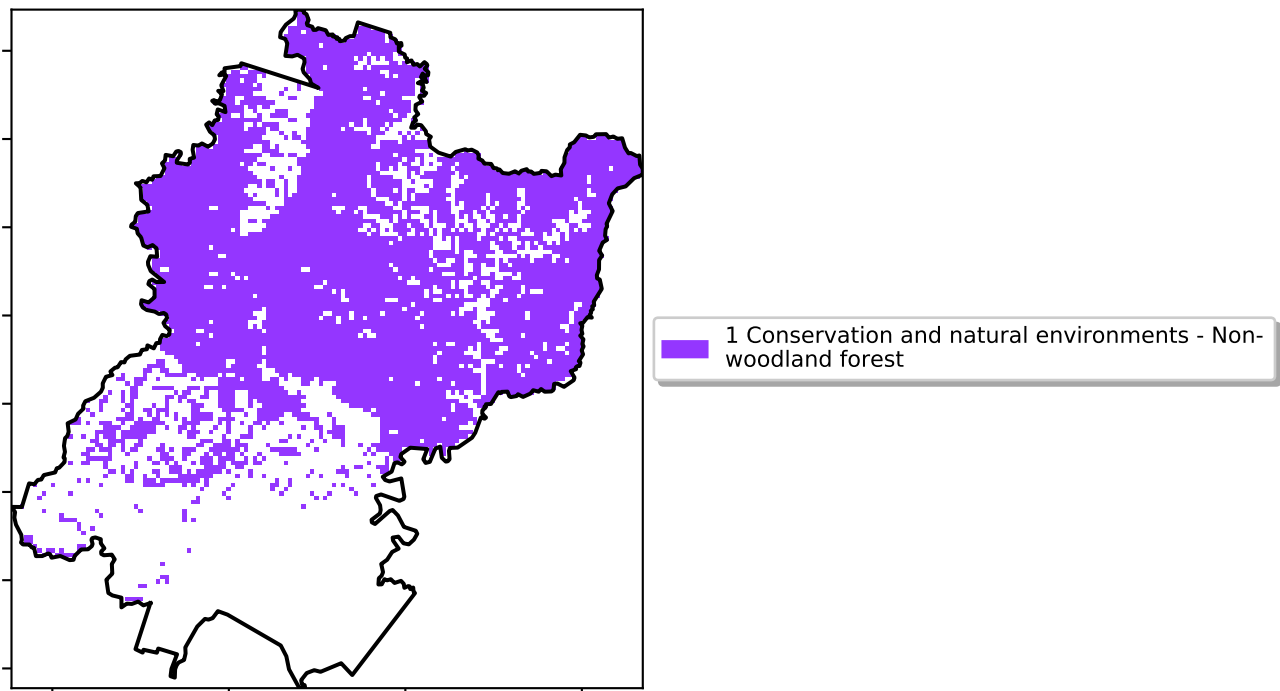 1 Conservation and natural environments - Non-
woodland forest